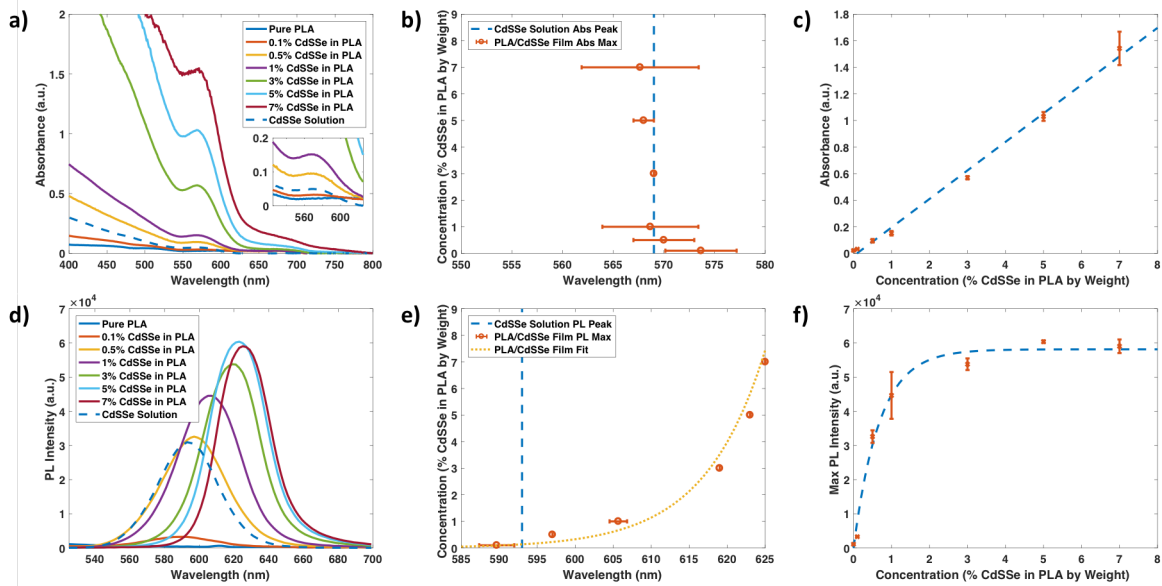 a)
2
1.5
1
0.5
0
Absorbance (a.u.)
400 450 500 550 600 650 700 750 800
Wavelength (nm)
Pure PLA
0.1% CdSSe in PLA
0.5% CdSSe in PLA
1% CdSSe in PLA
3% CdSSe in PLA
5% CdSSe in PLA
7% CdSSe in PLA
CdSSe Solution
0.2
0.1
0
560 600
b)
9
8
7
6
5
4
3
2
1
0
Concentration (% CdSSe in PLA by Weight)
550 555 560 565 570 575 580
Wavelength (nm)
CdSSe Solution Abs Peak
PLA/CdSSe Film Abs Max
c)
1.8
1.6
1.4
1.2
1
0.8
0.6
0.4
0.2
0
Absorbance (a.u.)
0 1 2 3 4 5 6 7 8
Concentration (% CdSSe in PLA by Weight)
d)
×10⁴
7
6
5
4
3
2
1
0
PL Intensity (a.u.)
540 560 580 600 620 640 660 680 700
Wavelength (nm)
Pure PLA
0.1% CdSSe in PLA
0.5% CdSSe in PLA
1% CdSSe in PLA
3% CdSSe in PLA
5% CdSSe in PLA
7% CdSSe in PLA
CdSSe Solution
e)
9
8
7
6
5
4
3
2
1
0
Concentration (% CdSSe in PLA by Weight)
585 590 595 600 605 610 615 620 625
Wavelength (nm)
CdSSe Solution PL Peak
PLA/CdSSe Film PL Max
PLA/CdSSe Film Fit
f)
×10⁴
7
6
5
4
3
2
1
0
Max PL Intensity (a.u.)
0 1 2 3 4 5 6 7 8
Concentration (% CdSSe in PLA by Weight)